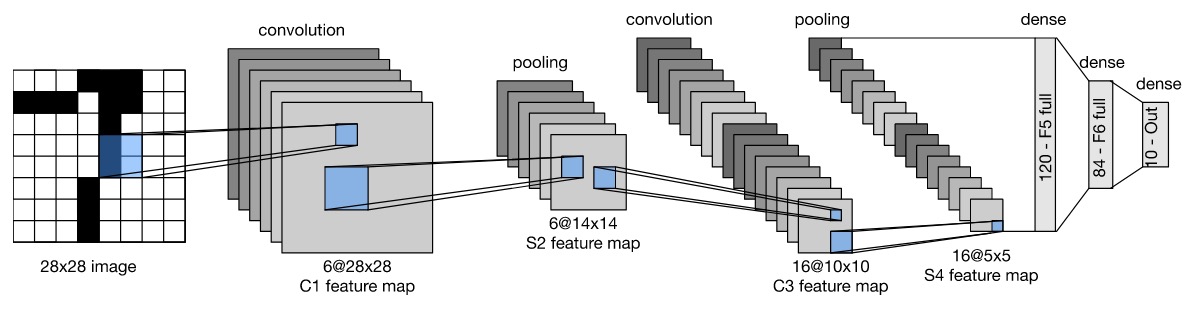 convolution
pooling
convolution
pooling
dense
dense
dense
28x28 image
6@28x28
C1 feature map
6@14x14
S2 feature map
16@10x10
C3 feature map
16@5x5
S4 feature map
120 - F5 full
84 - F6 full
10 - Out